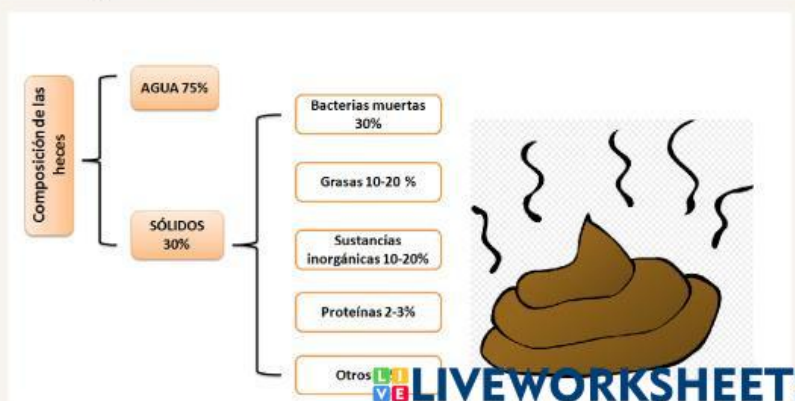 Composición de las
heces
AGUA 75%
SÓLIDOS
30%
Bacterias muertas
30%
Grasas 10-20 %
Sustancias
inorgánicas 10-20%
Proteínas 2-3%
Otros
LIVEWORKSHEET